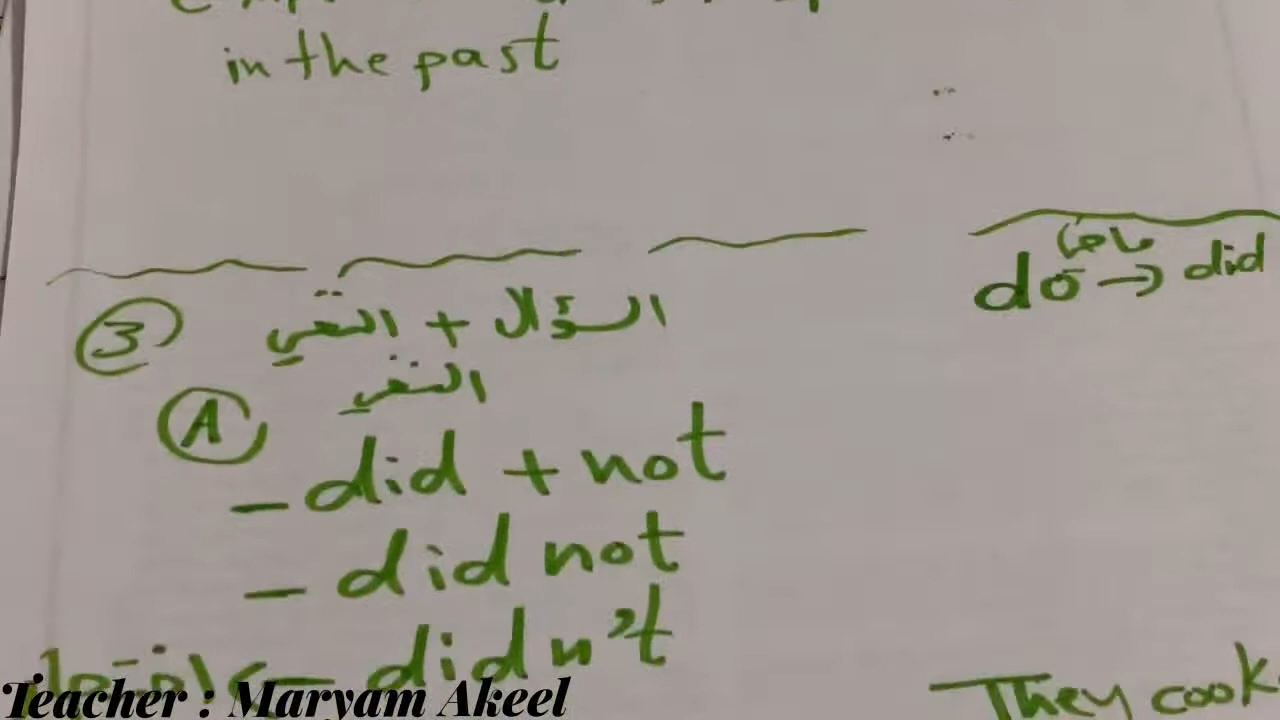 in the past
ماضي
do → did
③ السؤال + النفي
Ⓐ النفي
- did + not
- did not
- didn't
They cook
Teacher : Maryam Akeel